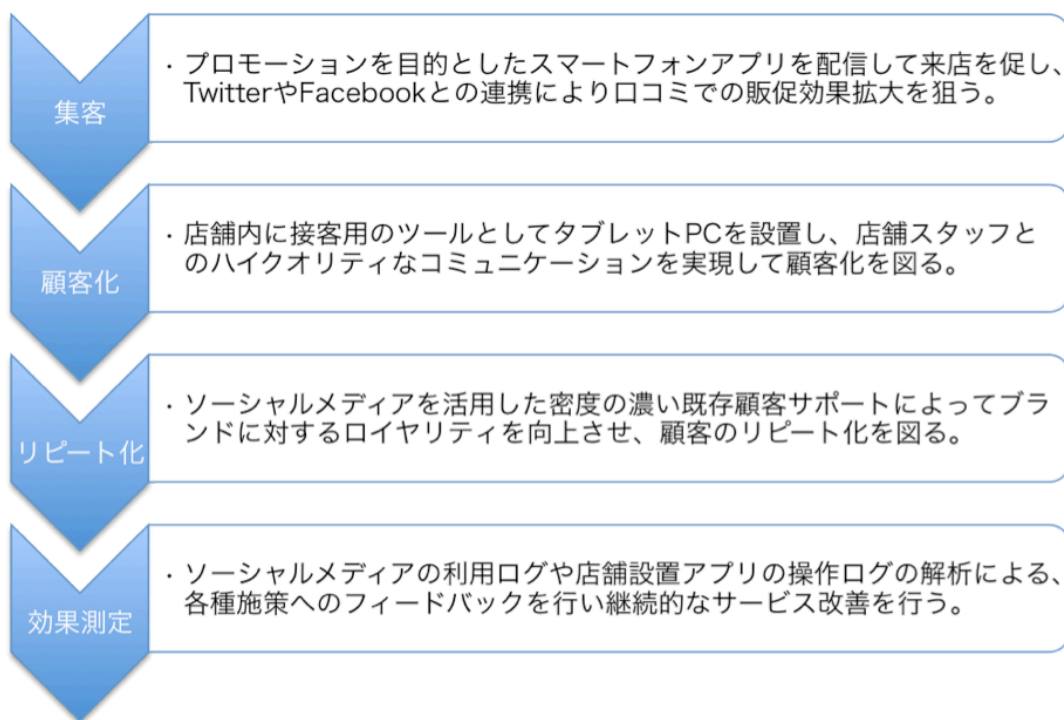 集客
・プロモーションを目的としたスマートフォンアプリを配信して来店を促し、
TwitterやFacebookとの連携により口コミでの販促効果拡大を狙う。
顧客化
・店舗内に接客用のツールとしてタブレットPCを設置し、店舗スタッフと
のハイクオリティなコミュニケーションを実現して顧客化を図る。
リピート化
・ソーシャルメディアを活用した密度の濃い既存顧客サポートによってブラ
ンドに対するロイヤリティを向上させ、顧客のリピート化を図る。
効果測定
・ソーシャルメディアの利用ログや店舗設置アプリの操作ログの解析による、
各種施策へのフィードバックを行い継続的なサービス改善を行う。